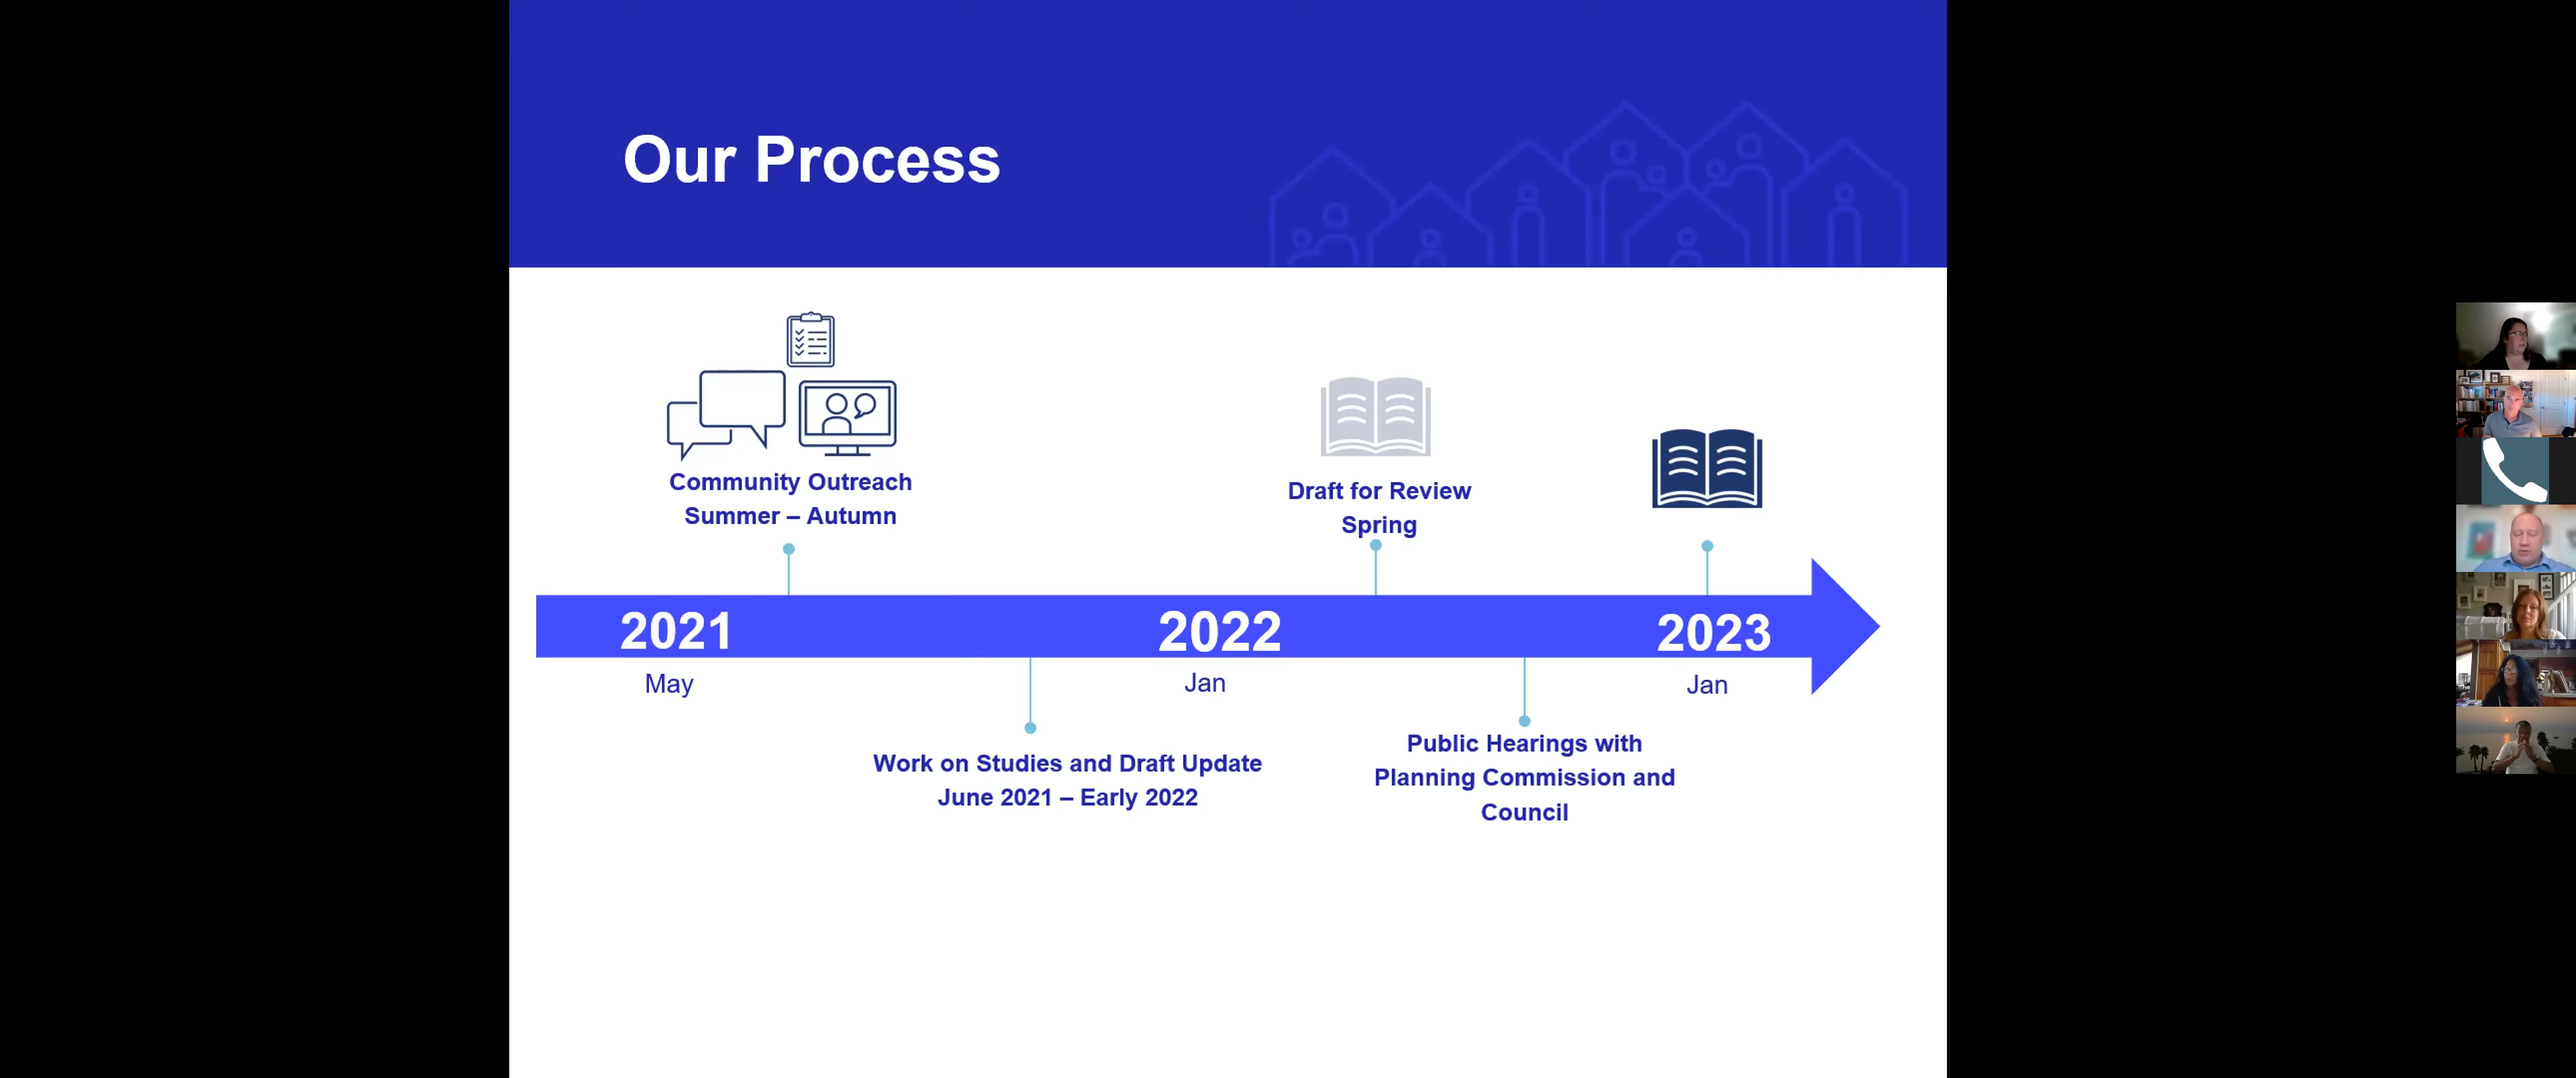 Our Process
Community Outreach
Summer – Autumn
Draft for Review
Spring
2021
2022
2023
May
Jan
Jan
Work on Studies and Draft Update
June 2021 – Early 2022
Public Hearings with
Planning Commission and
Council